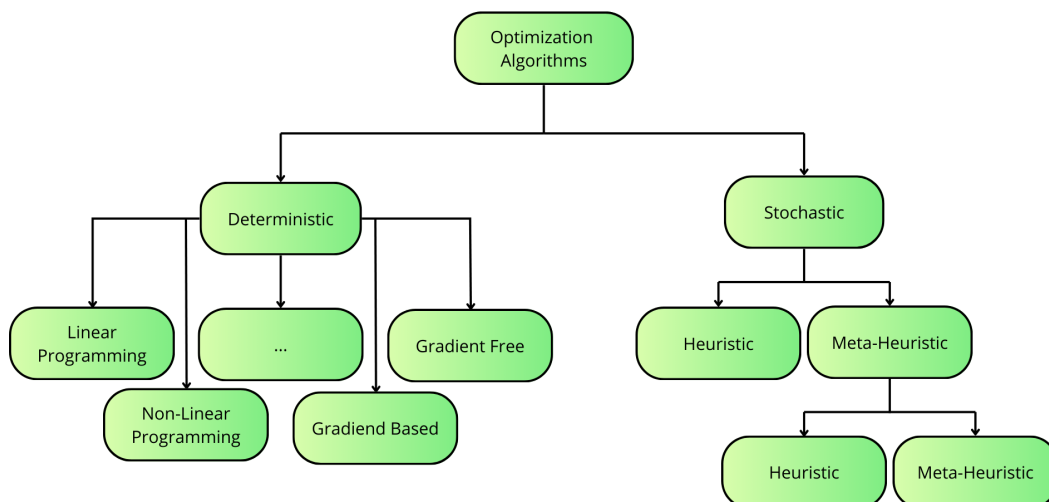 Optimization
Algorithms
Deterministic
Stochastic
Linear
Programming
...
Gradient Free
Heuristic
Meta-Heuristic
Non-Linear
Programming
Gradiend Based
Heuristic
Meta-Heuristic